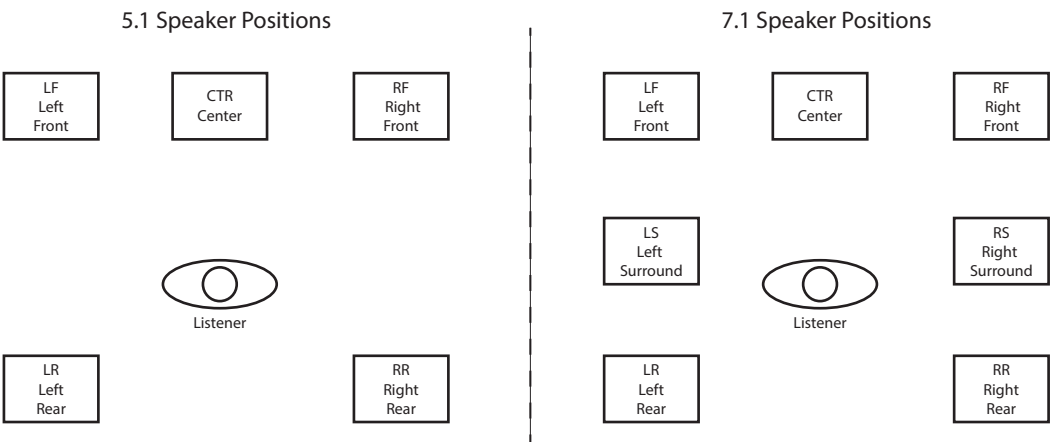 5.1 Speaker Positions
LF
Left
Front
CTR
Center
RF
Right
Front
Listener
LR
Left
Rear
RR
Right
Rear
7.1 Speaker Positions
LF
Left
Front
CTR
Center
RF
Right
Front
LS
Left
Surround
RS
Right
Surround
Listener
LR
Left
Rear
RR
Right
Rear